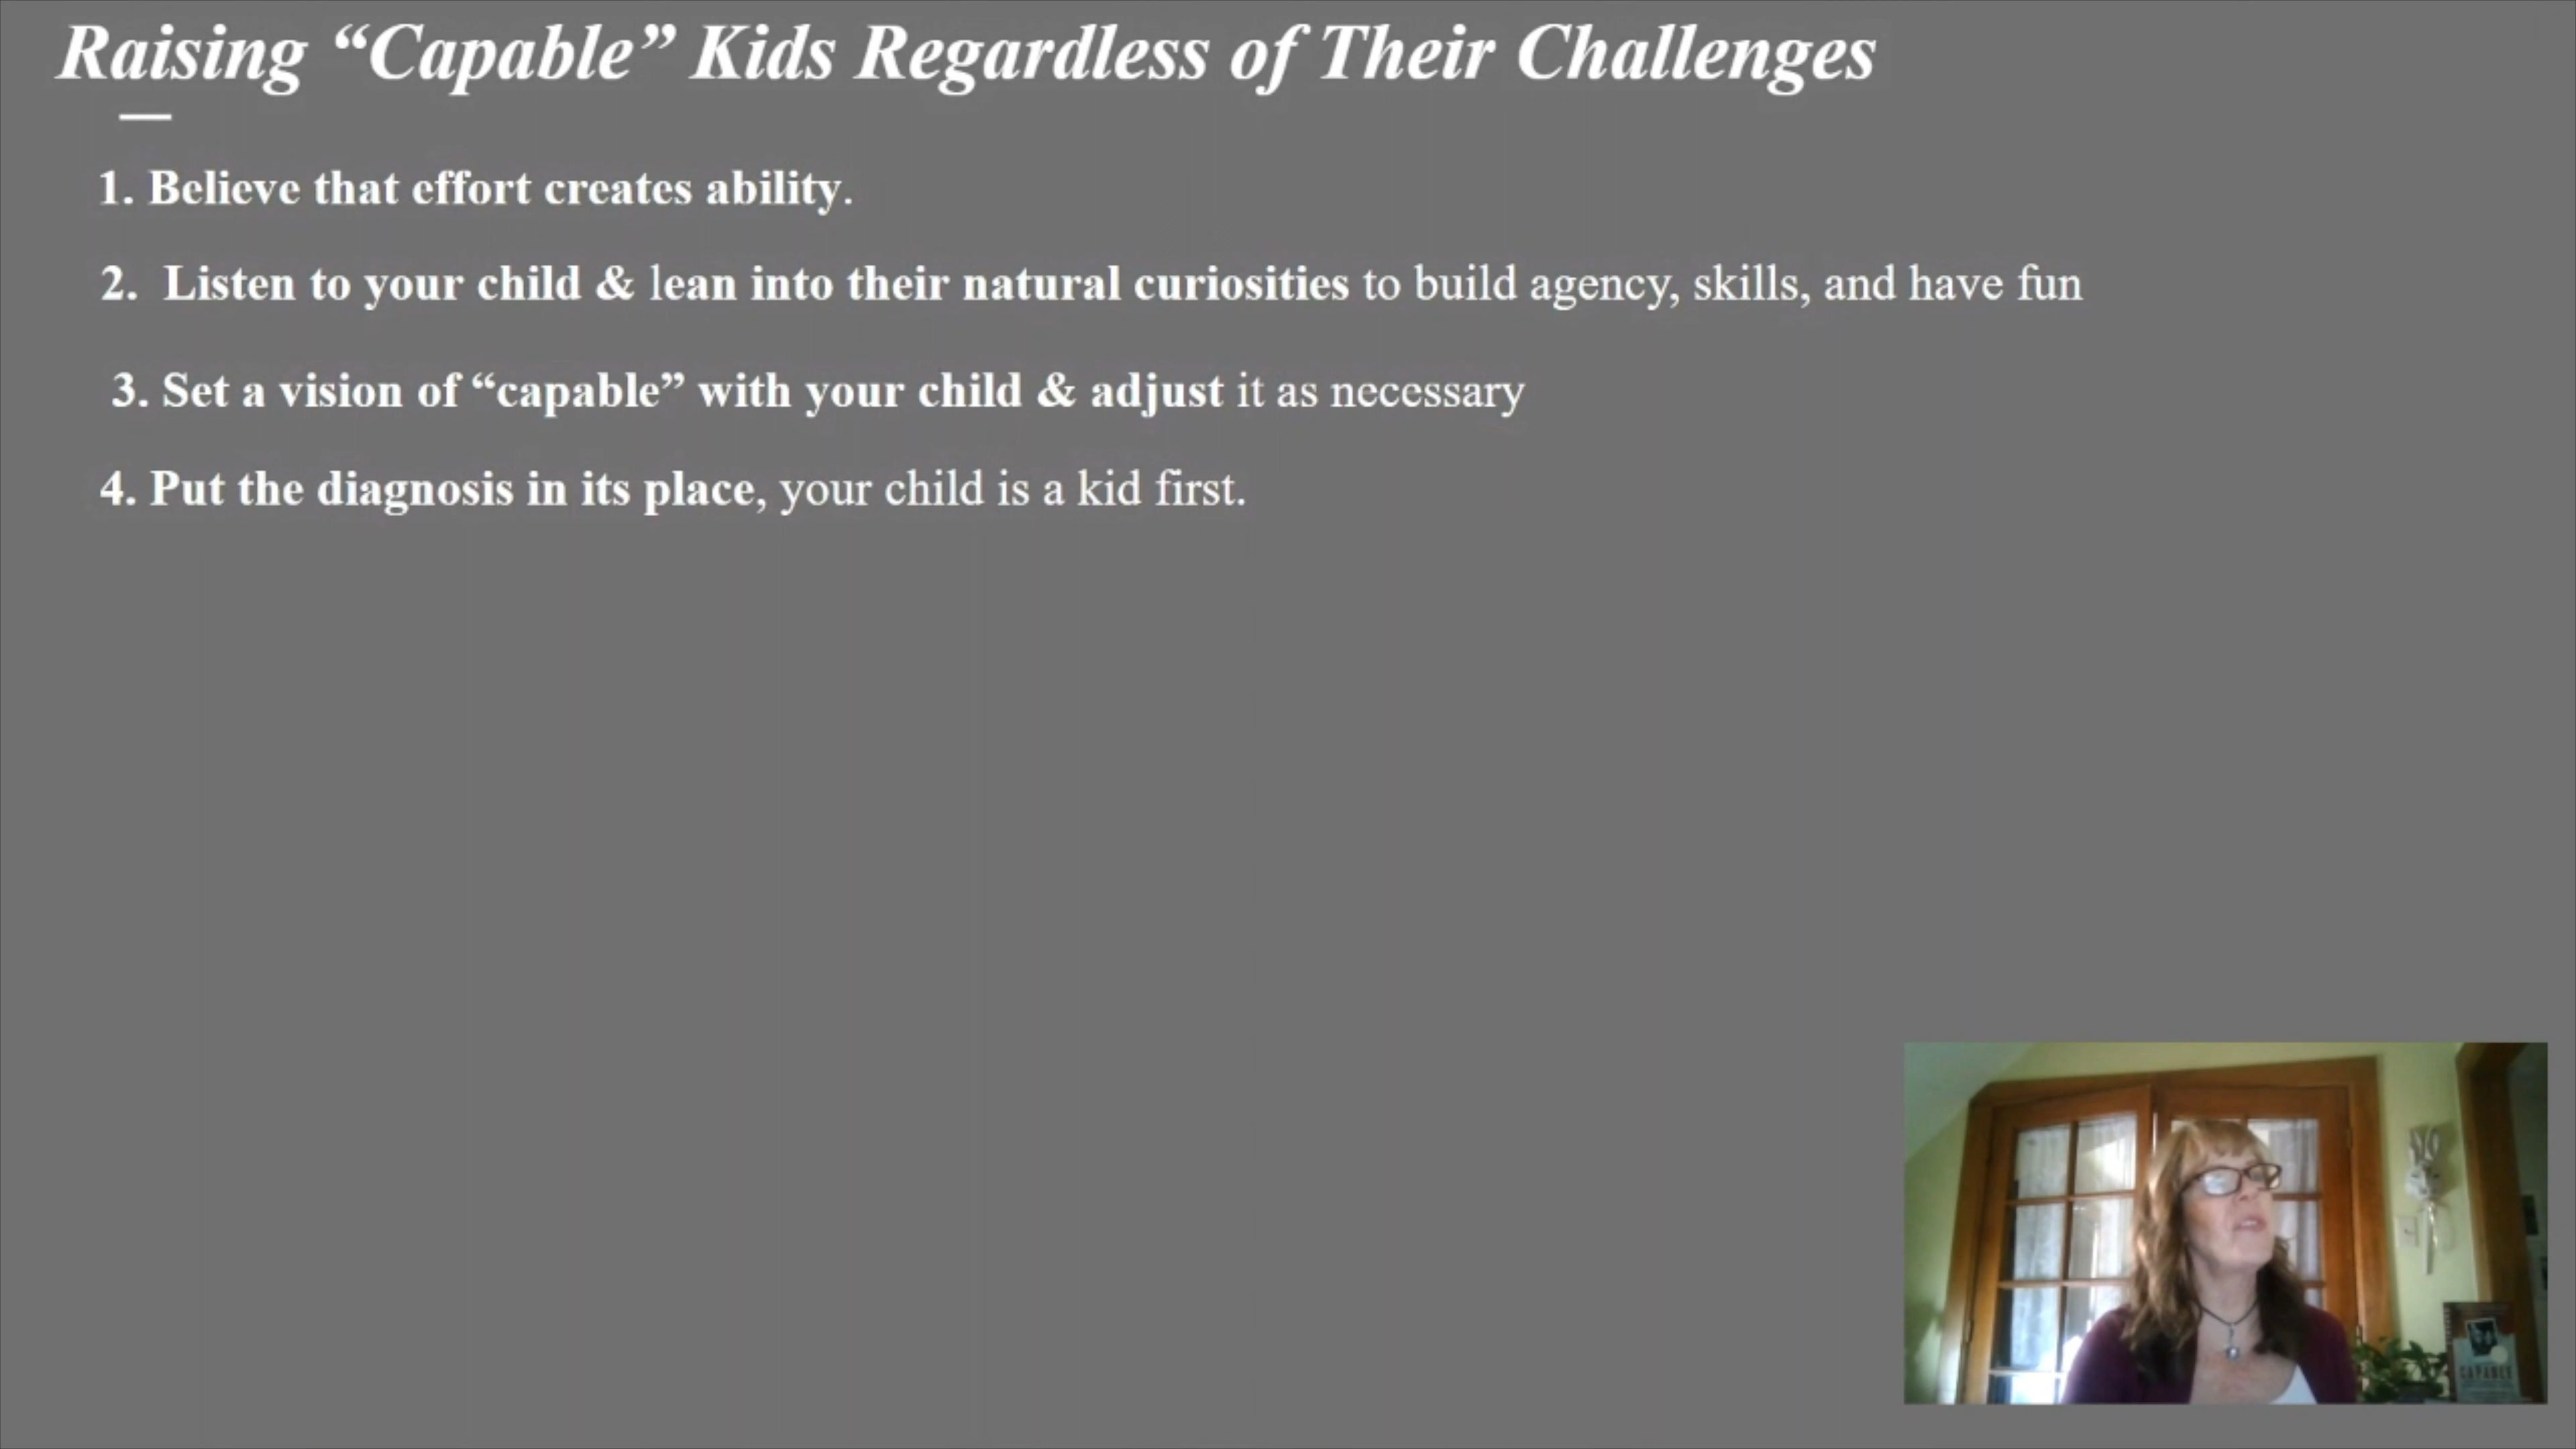 Raising “Capable” Kids Regardless of Their Challenges
1. Believe that effort creates ability.
2. Listen to your child & lean into their natural curiosities to build agency, skills, and have fun
3. Set a vision of “capable” with your child & adjust it as necessary
4. Put the diagnosis in its place, your child is a kid first.
CAPABLE